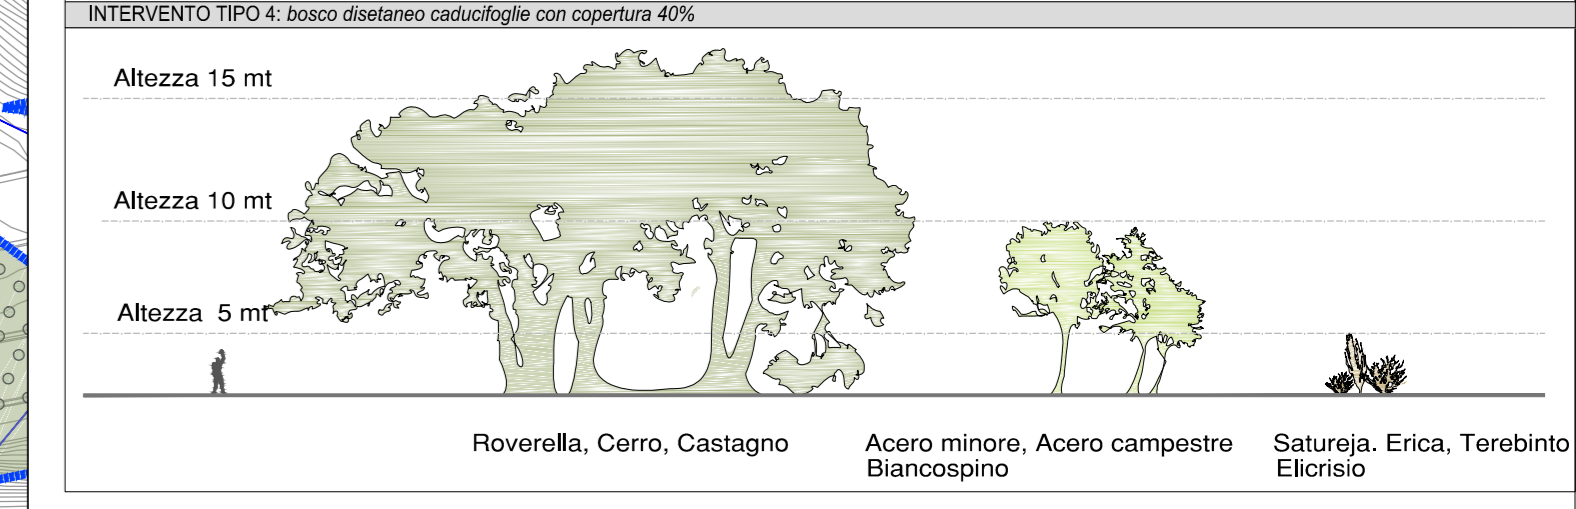 INTERVENTO TIPO 4: bosco disetaneo caducifoglie con copertura 40%
Altezza 15 mt
Altezza 10 mt
Altezza 5 mt
Roverella, Cerro, Castagno
Acero minore, Acero campestre
Biancospino
Satureja. Erica, Terebinto
Elicrisio